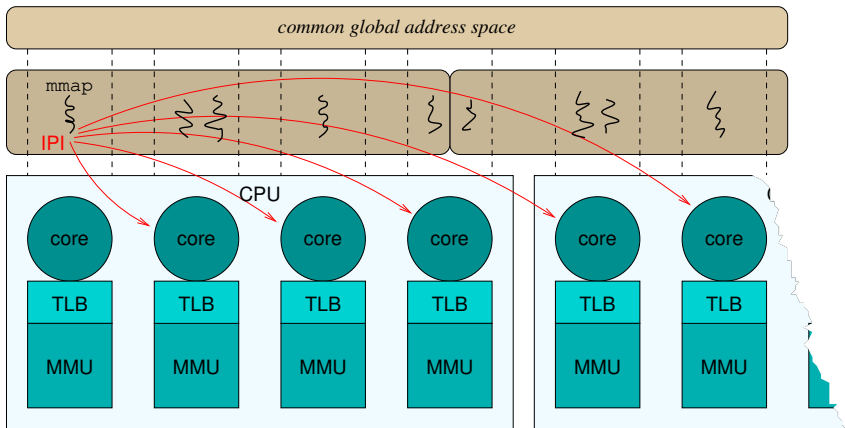 common global address space
mmap
IPI
CPU
core core core core core core
TLB TLB TLB TLB TLB TLB
MMU MMU MMU MMU MMU MMU